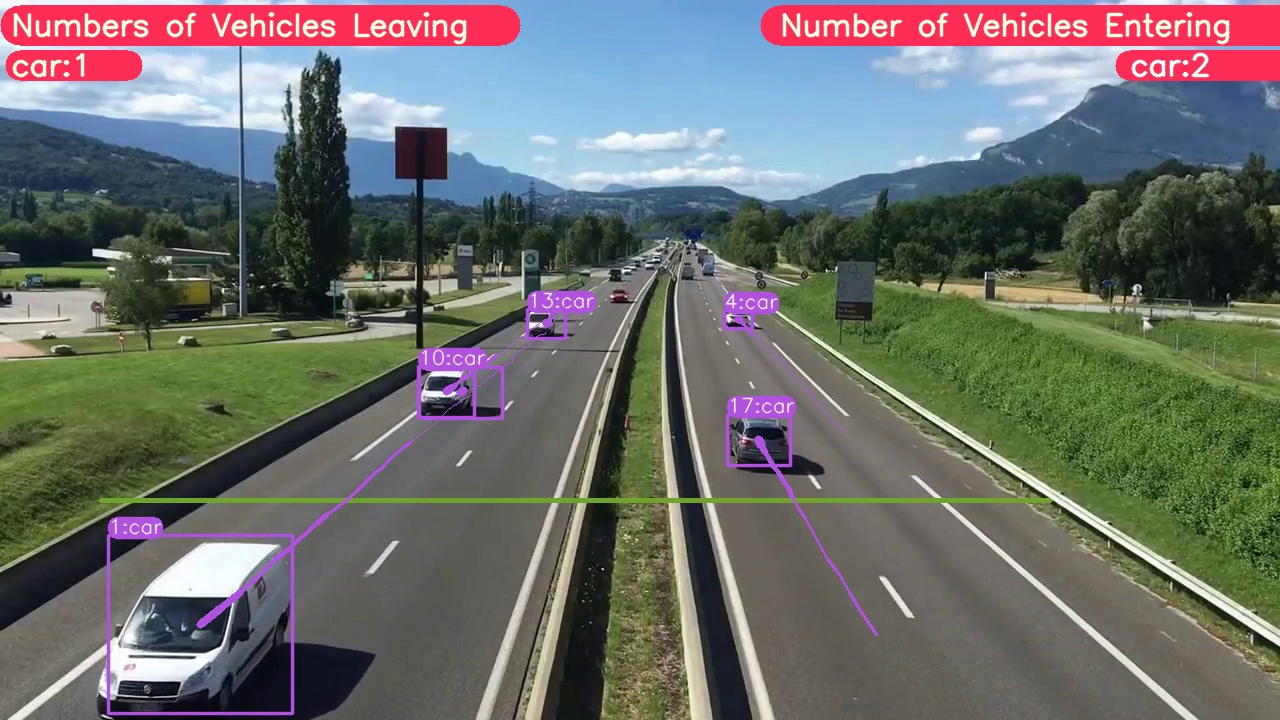 Numbers of Vehicles Leaving
Number of Vehicles Entering
car:1
car:2
13:car
4:car
10:car
17:car
1:car